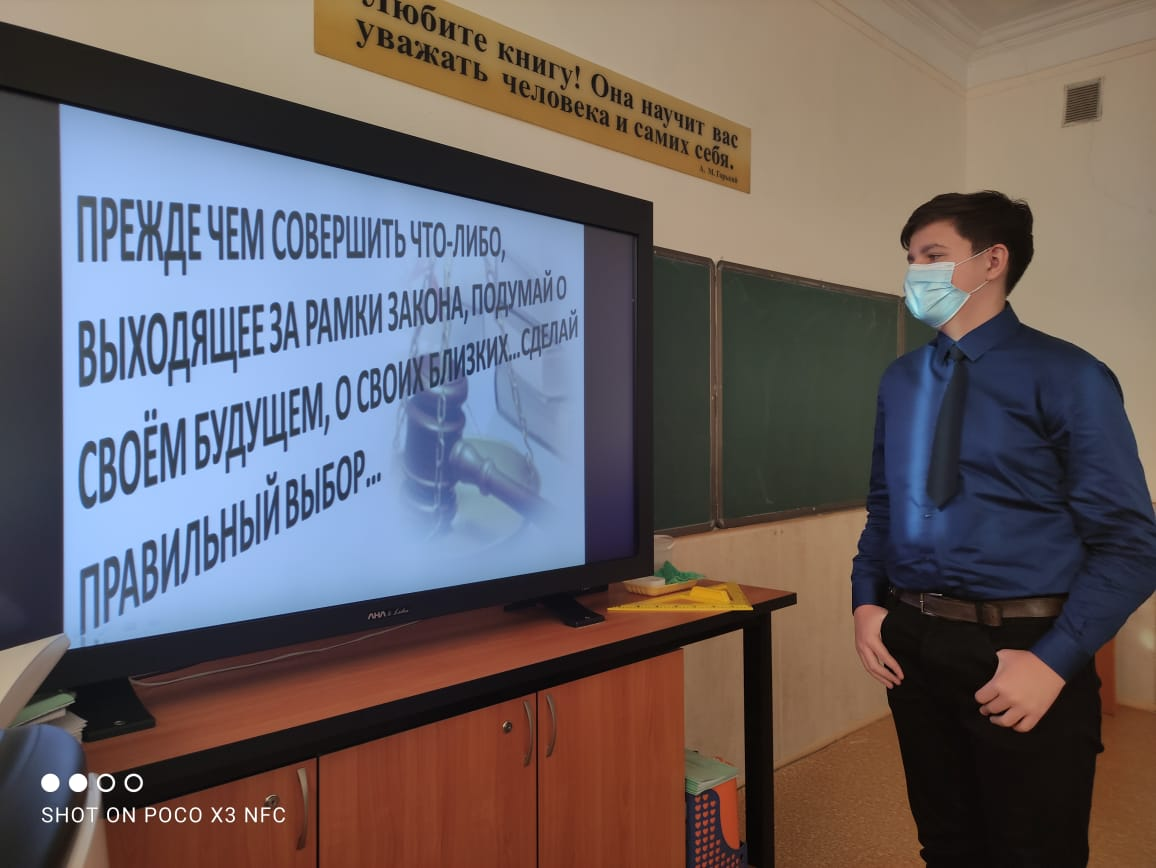 Любите книгу! Она научит вас
уважать человека и самих себя.
А. М. Горький
ПРЕЖДЕ ЧЕМ СОВЕРШИТЬ ЧТО-ЛИБО,
ВЫХОДЯЩЕЕ ЗА РАМКИ ЗАКОНА, ПОДУМАЙ О
СВОЁМ БУДУЩЕМ, О СВОИХ БЛИЗКИХ...СДЕЛАЙ
ПРАВИЛЬНЫЙ ВЫБОР...
SHOT ON POCO X3 NFC